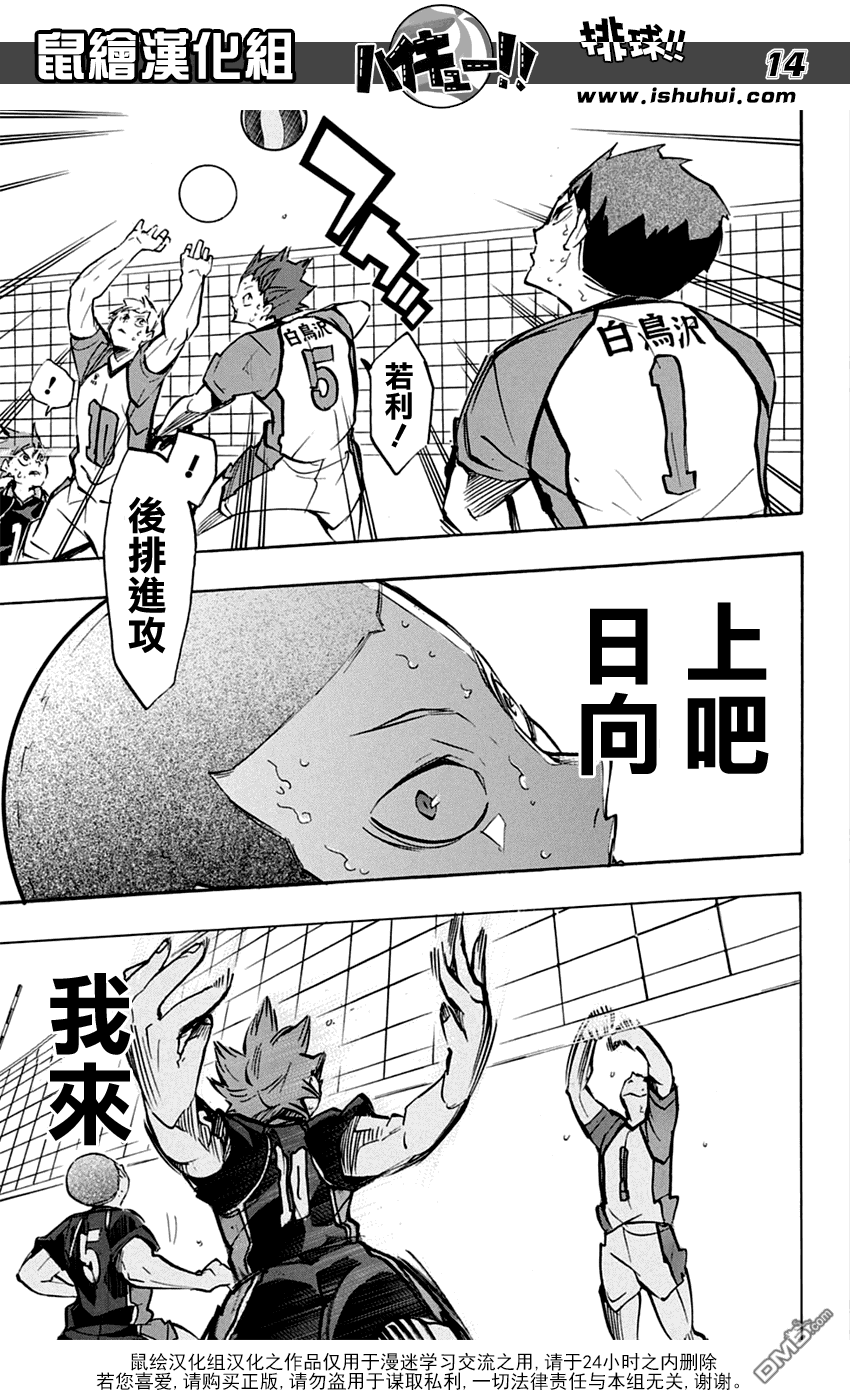 鼠繪漢化組
ハイキュー!!
排球!!
14
www.ishuhui.com
ワァッ
白鳥沢
1
若利！
白鳥沢
5
10
！
！
1
後排進攻
上吧
日向
我來
10
5
1
鼠绘汉化组汉化之作品仅用于漫迷学习交流之用, 请于24小时之内删除
若您喜爱, 请购买正版, 请勿盗用于谋取私利, 一切法律责任与本组无关, 谢谢.